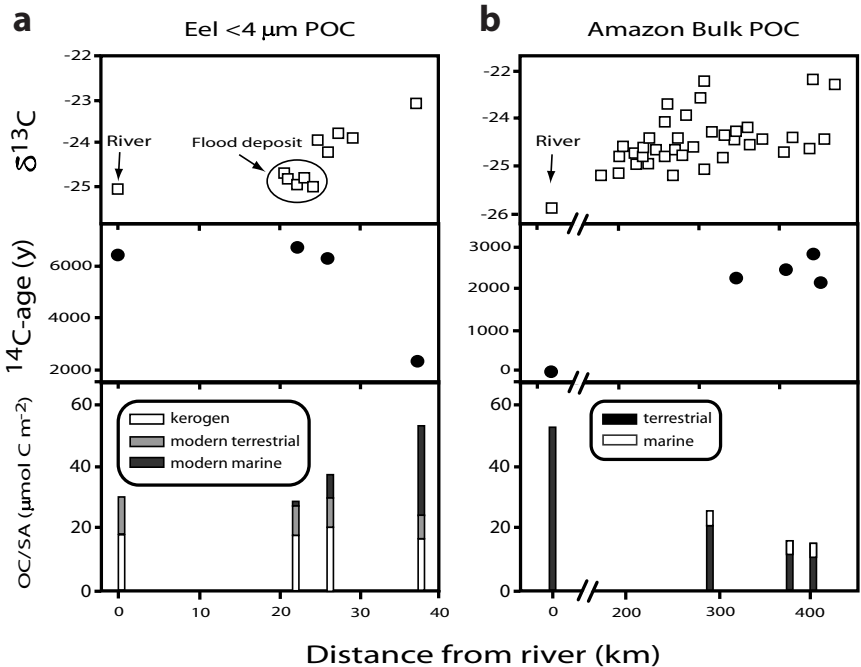 a
Eel <4 μm POC
b
Amazon Bulk POC
δ13C
-22
-23
-24
-25
River
Flood deposit
-22
-24
-25
-26
River
14C-age (y)
6000
4000
2000
3000
2000
1000
0
OC/SA (μmol C m-2)
60
40
20
0
kerogen
modern terrestrial
modern marine
60
40
20
0
terrestrial
marine
0
10
20
30
40
0
200
300
400
Distance from river (km)